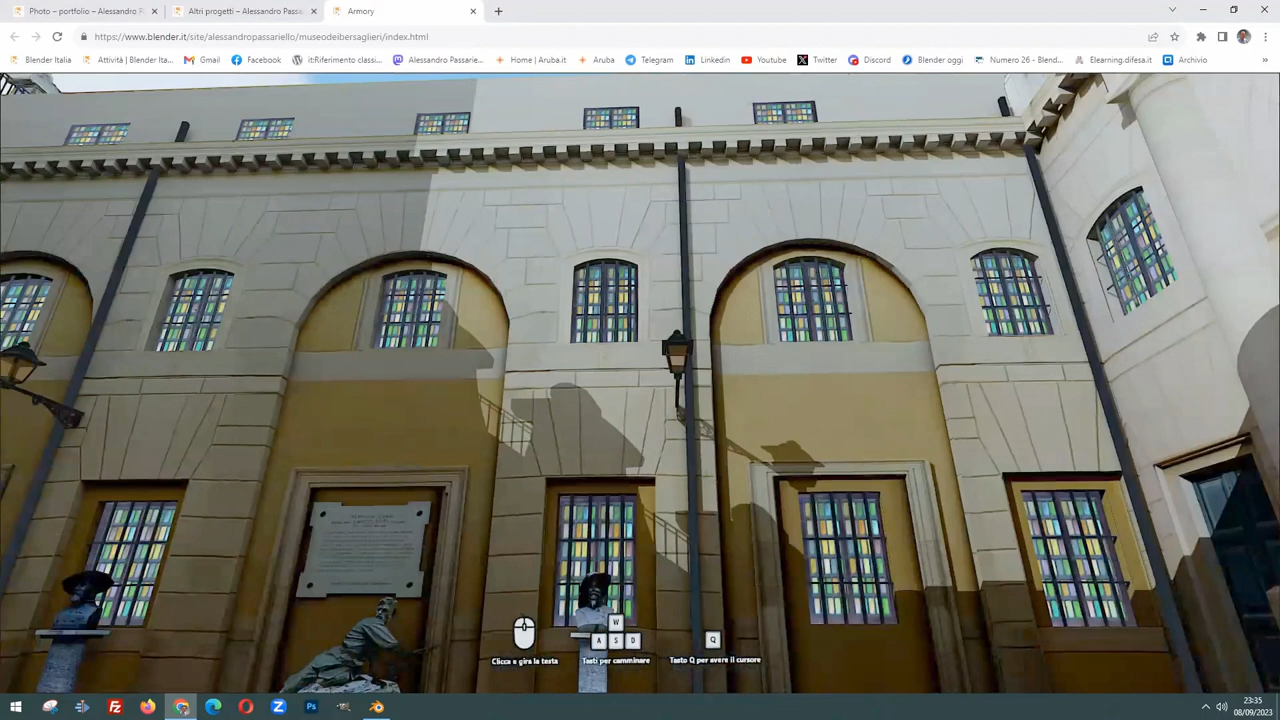 Photo – portfolio – Alessandro P
Altri progetti – Alessandro Passa
Armory
https://www.blender.it/site/alessandropassariello/museodeibersaglieri/index.html
Blender Italia
Attività | Blender Ita...
Gmail
Facebook
it:Riferimento classi...
Alessandro Passarie...
Home | Aruba.it
Aruba
Telegram
Linkedin
Youtube
Twitter
Discord
Blender oggi
Numero 26 - Blend...
Elearning.difesa.it
Archivio
»
W
A S D
Q
Clicca e gira la testa
Tasti per camminare
Tasto Q per avere il cursore
23:35
08/09/2023